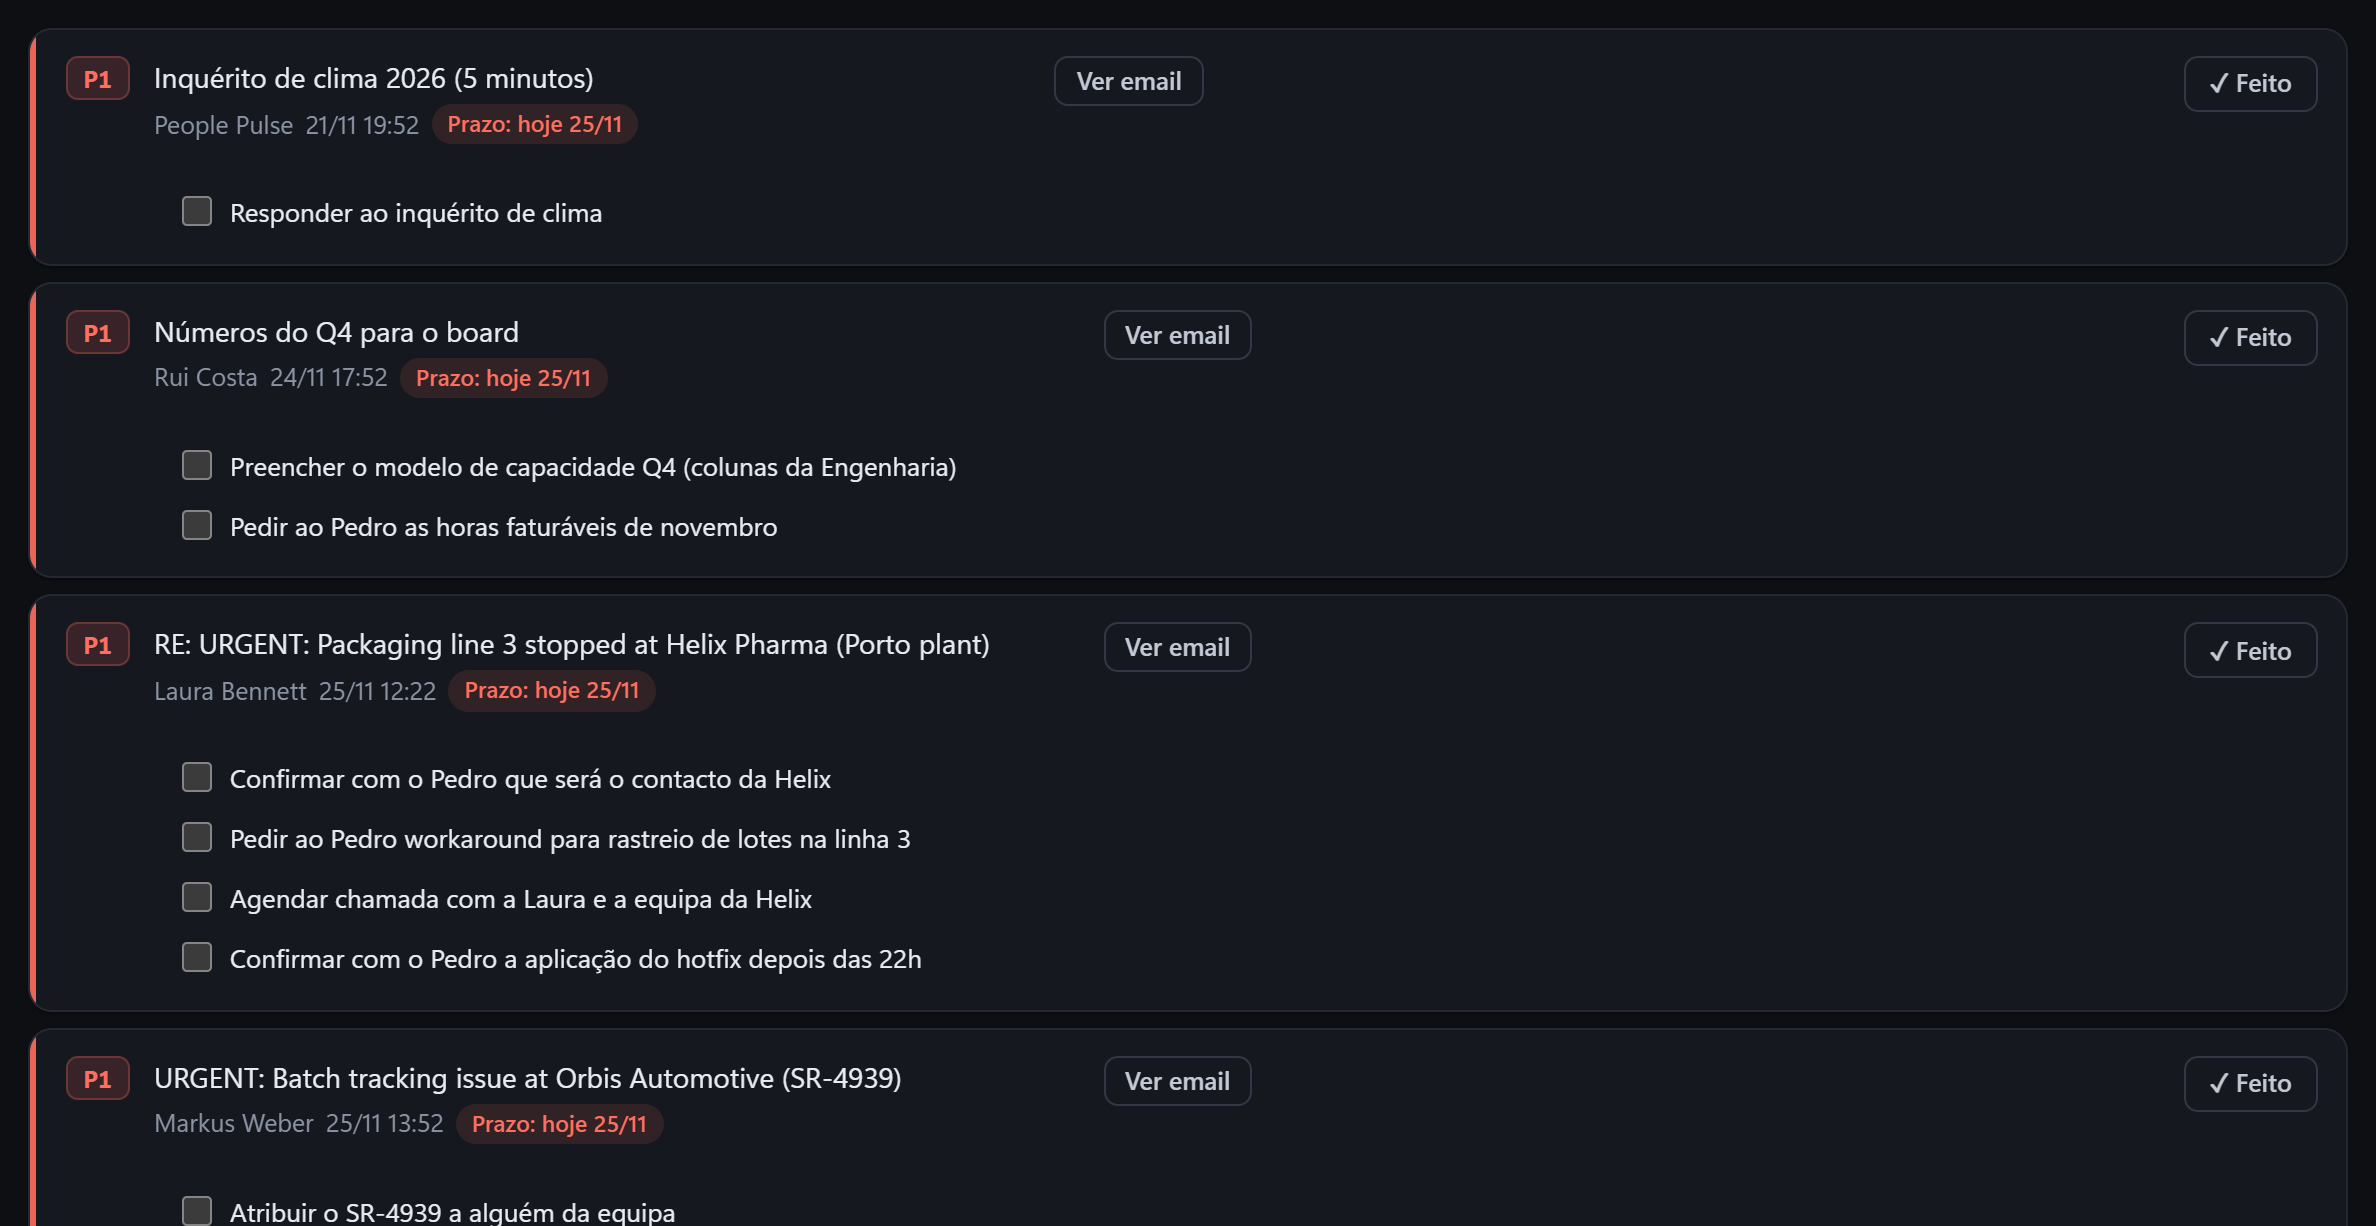 P1 Inquérito de clima 2026 (5 minutos) Ver email ✓ Feito
People Pulse 21/11 19:52 Prazo: hoje 25/11
Responder ao inquérito de clima
P1 Números do Q4 para o board Ver email ✓ Feito
Rui Costa 24/11 17:52 Prazo: hoje 25/11
Preencher o modelo de capacidade Q4 (colunas da Engenharia)
Pedir ao Pedro as horas faturáveis de novembro
P1 RE: URGENT: Packaging line 3 stopped at Helix Pharma (Porto plant) Ver email ✓ Feito
Laura Bennett 25/11 12:22 Prazo: hoje 25/11
Confirmar com o Pedro que será o contacto da Helix
Pedir ao Pedro workaround para rastreio de lotes na linha 3
Agendar chamada com a Laura e a equipa da Helix
Confirmar com o Pedro a aplicação do hotfix depois das 22h
P1 URGENT: Batch tracking issue at Orbis Automotive (SR-4939) Ver email ✓ Feito
Markus Weber 25/11 13:52 Prazo: hoje 25/11
Atribuir o SR-4939 a alguém da equipa